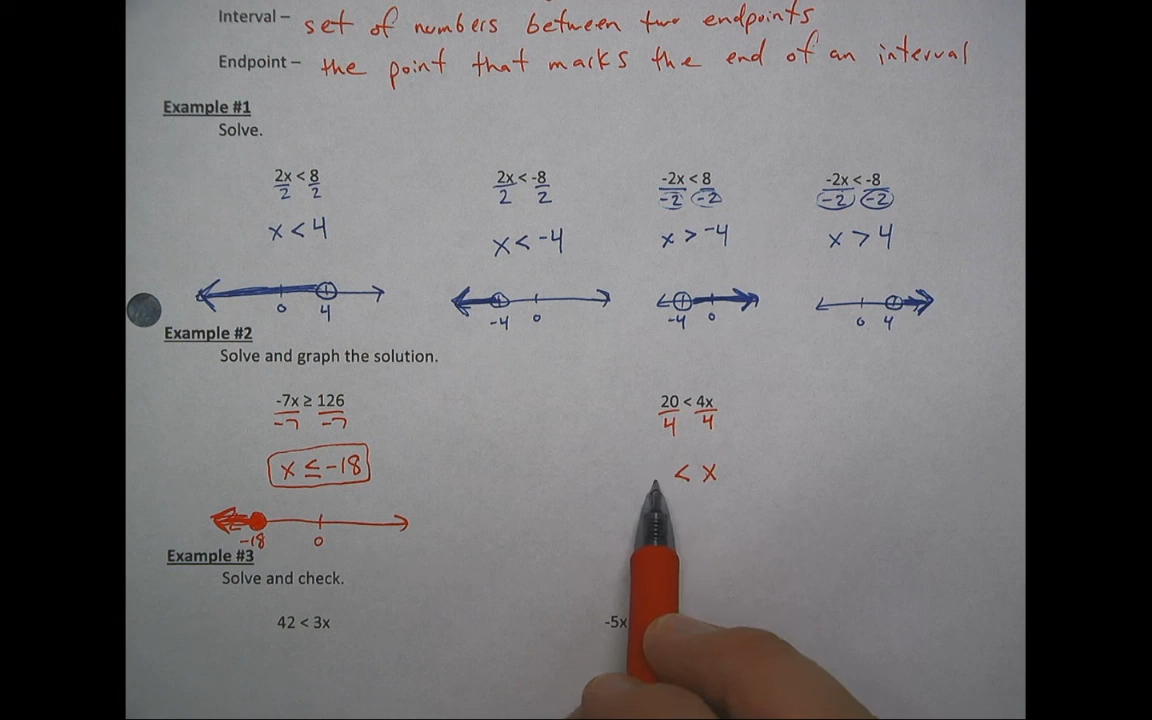 Interval – set of numbers between two endpoints
Endpoint – the point that marks the end of an interval
Example #1
Solve.
2x < 8 2x < -8 -2x < 8 -2x < -8
2 2 2 2 -2 -2 -2 -2
x < 4 x < -4 x > -4 x > 4
0 4 -4 0 -4 0 0 4
Example #2
Solve and graph the solution.
-7x ≥ 126 20 < 4x
-7 -7 4 4
x ≤ -18 < x
-18 0
Example #3
Solve and check.
42 < 3x -5x